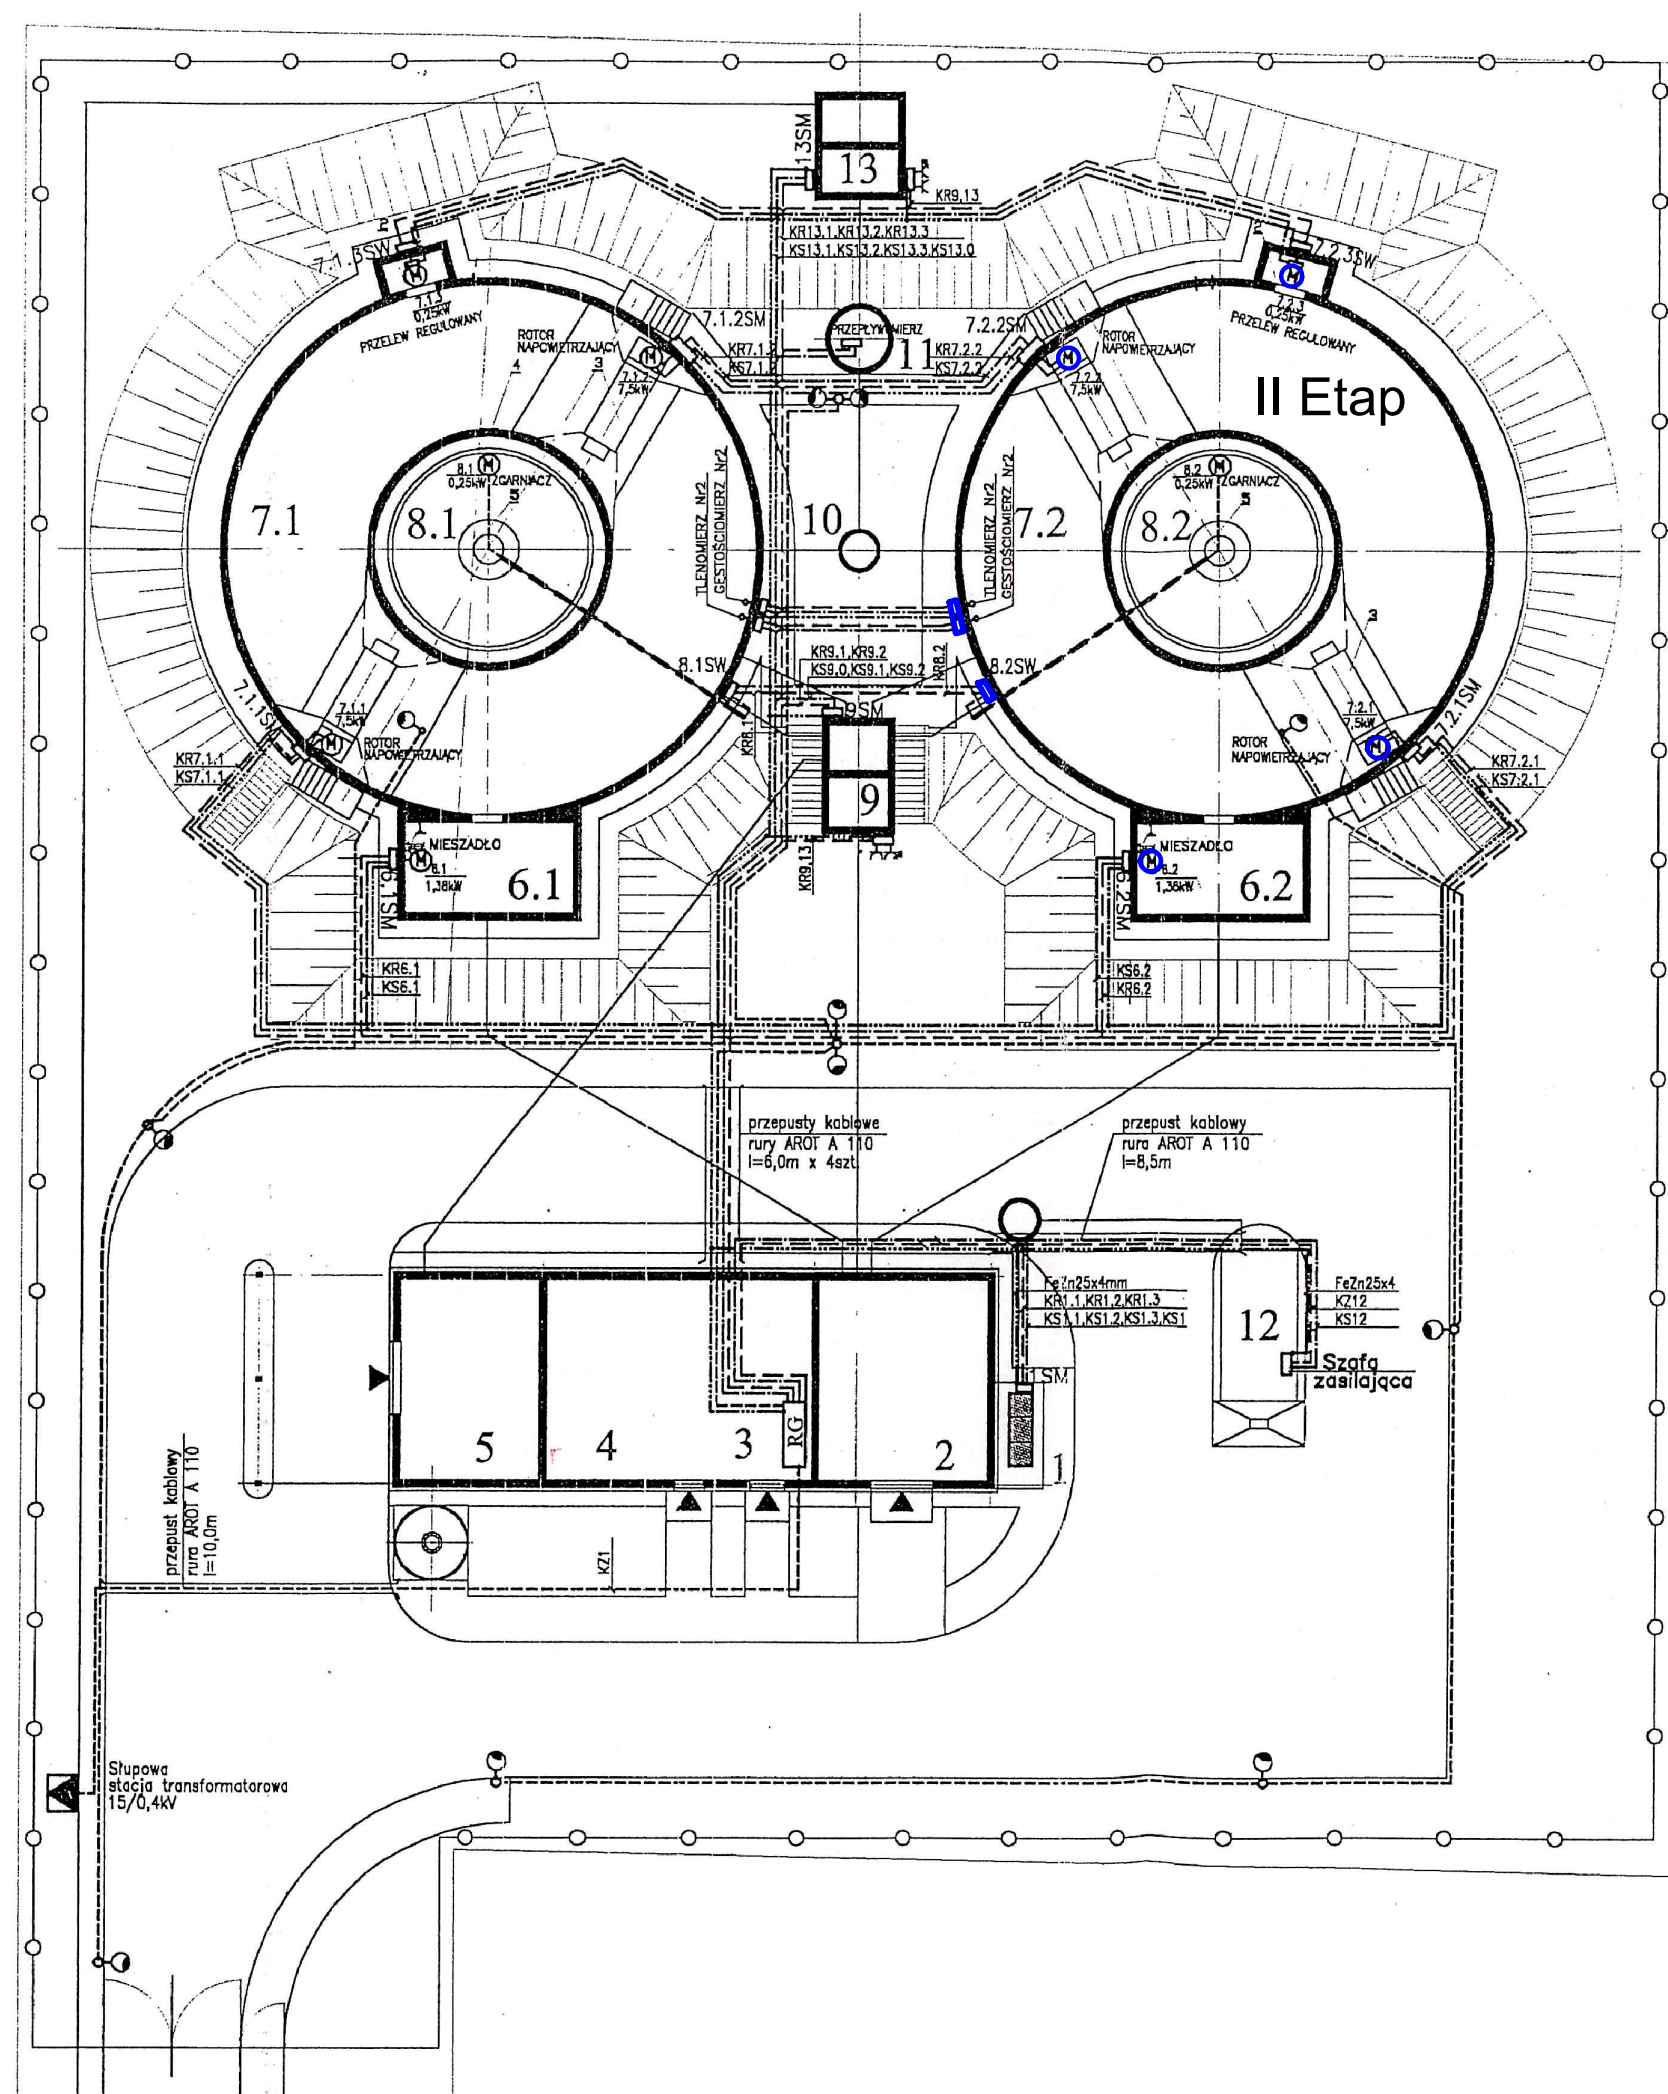 13SM
13
KR9,13
KR13.1,KR13.2,KR13.3
KS13.1,KS13.2,KS13.3,KS13.0
7.1.3SW
M
7.1.3
0,25kW
PRZELEW REGULOWANY
ROTOR
NAPOWIETRZAJĄCY
4
3
M
7.1.2
7,5kW
7.1.2SM
KR7.1.2
KS7.1.2
PRZEPŁYWOMIERZ
11
7.2.2SM
KR7.2.2
KS7.2.2
M
7.2.2
7,5kW
ROTOR
NAPOWIETRZAJĄCY
2
7.2.3SW
M
7.2.3
0,25kW
PRZELEW REGULOWANY
II Etap
7.1
8.1
8.1
0,25kW
M
ZGARNIACZ
5
TLENOMIERZ Nr2
GĘSTOŚCIOMIERZ Nr2
10
TLENOMIERZ Nr2
GĘSTOŚCIOMIERZ Nr2
7.2
8.2
8.2
0,25kW
M
ZGARNIACZ
5
3
8.1SW
KR9.1,KR9.2
KS9.0,KS9.1,KS9.2
KR8.2
8.2SW
KR8.1
9SM
9
KR9,13
7.1.1SM
7.1.1
7,5kW
M
ROTOR
NAPOWIETRZAJĄCY
KR7.1.1
KS7.1.1
7.2.1
7,5kW
M
ROTOR
NAPOWIETRZAJĄCY
7.2.1SM
KR7.2.1
KS7.2.1
MIESZADŁO
M
6.1
1,38kW
6.1
6.1SM
KR6.1
KS6.1
MIESZADŁO
M
6.2
1,38kW
6.2
6.2SM
KS6.2
KR6.2
przepusty kablowe
rury AROT A 110
l=6,0m x 4szt.
przepust kablowy
rura AROT A 110
l=8,5m
FeZn25x4mm
KR1.1,KR1.2,KR1.3
KS1.1,KS1.2,KS1.3,KS1
FeZn25x4
KZ12
KS12
12
Szafa
zasilająca
1SM
5
4
3
RG
2
1
przepust kablowy
rura AROT A 110
l=10,0m
KZ1
Słupowa
stacja transformatorowa
15/0,4kV